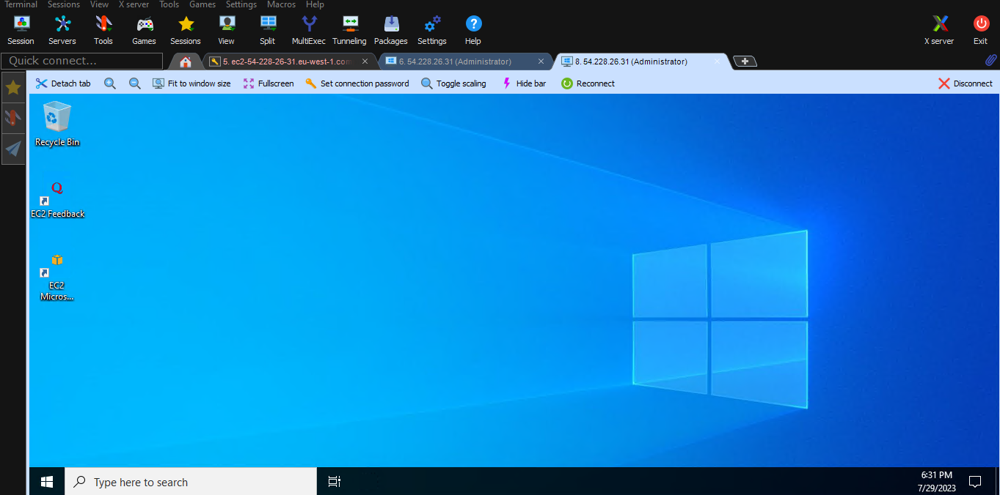 Terminal Sessions View X server Tools Games Settings Macros Help
Session Servers Tools Games Sessions View Split MultiExec Tunneling Packages Settings Help X server Exit
Quick connect... 5. ec2-54-228-26-31.eu-west-1.com 6. 54.228.26.31 (Administrator) 8. 54.228.26.31 (Administrator)
Detach tab Fit to window size Fullscreen Set connection password Toggle scaling Hide bar Reconnect Disconnect
Recycle Bin
Q
EC2 Feedback
EC2
Micros...
Type here to search
6:31 PM
7/29/2023